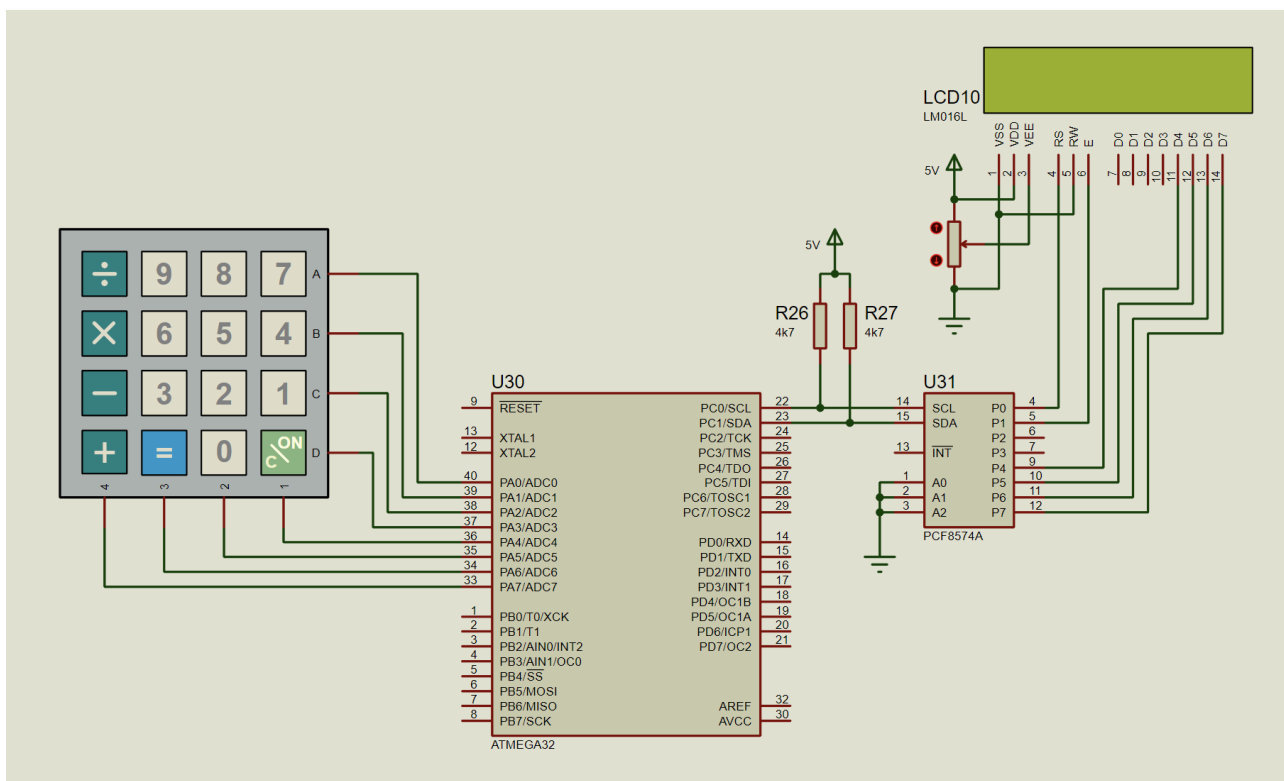 LCD10
LM016L
VSS
VDD
VEE
RS
RW
E
D0
D1
D2
D3
D4
D5
D6
D7
1
2
3
4
5
6
7
8
9
10
11
12
13
14
5V
5V
R26
4k7
R27
4k7
÷ 9 8 7 A
× 6 5 4 B
− 3 2 1 C
+ = 0 ON/C D
4 3 2 1
U30
9 RESET
13 XTAL1
12 XTAL2
40 PA0/ADC0
39 PA1/ADC1
38 PA2/ADC2
37 PA3/ADC3
36 PA4/ADC4
35 PA5/ADC5
34 PA6/ADC6
33 PA7/ADC7
1 PB0/T0/XCK
2 PB1/T1
3 PB2/AIN0/INT2
4 PB3/AIN1/OC0
5 PB4/SS
6 PB5/MOSI
7 PB6/MISO
8 PB7/SCK
PC0/SCL 22
PC1/SDA 23
PC2/TCK 24
PC3/TMS 25
PC4/TDO 26
PC5/TDI 27
PC6/TOSC1 28
PC7/TOSC2 29
PD0/RXD 14
PD1/TXD 15
PD2/INT0 16
PD3/INT1 17
PD4/OC1B 18
PD5/OC1A 19
PD6/ICP1 20
PD7/OC2 21
AREF 32
AVCC 30
ATMEGA32
U31
14 SCL
15 SDA
13 INT
1 A0
2 A1
3 A2
P0 4
P1 5
P2 6
P3 7
P4 9
P5 10
P6 11
P7 12
PCF8574A